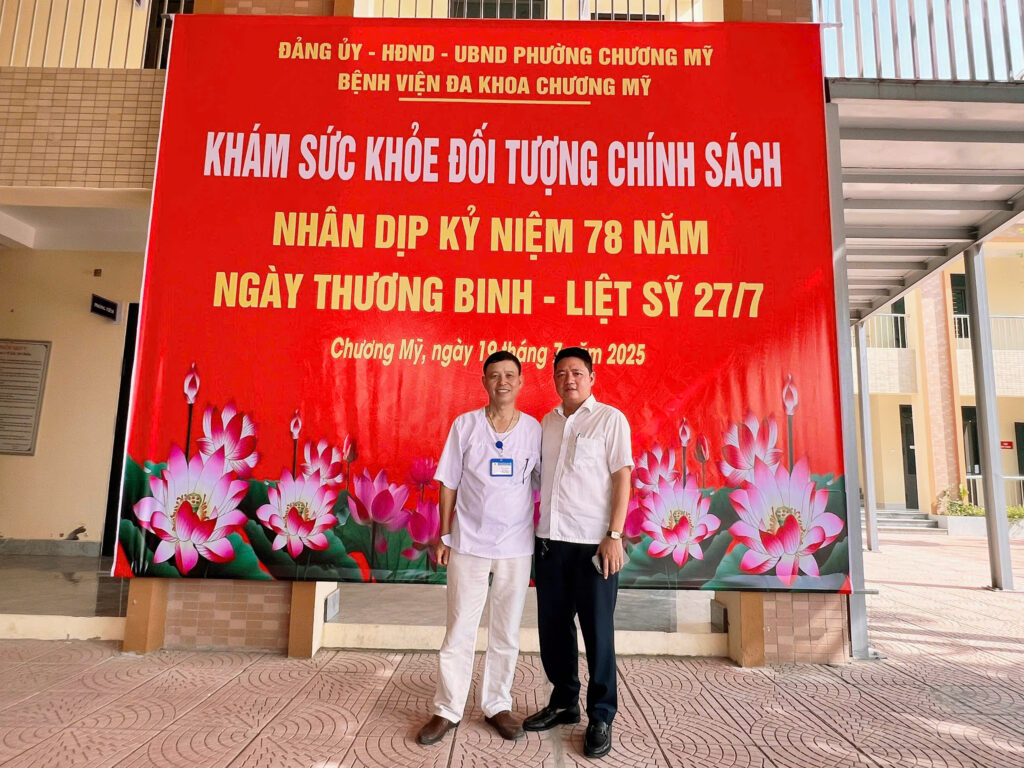 ĐẢNG ỦY - HĐND - UBND PHƯỜNG CHƯƠNG MỸ
BỆNH VIỆN ĐA KHOA CHƯƠNG MỸ
KHÁM SỨC KHỎE ĐỐI TƯỢNG CHÍNH SÁCH
NHÂN DỊP KỶ NIỆM 78 NĂM
NGÀY THƯƠNG BINH - LIỆT SỸ 27/7
Chương Mỹ, ngày 19 tháng 7 năm 2025